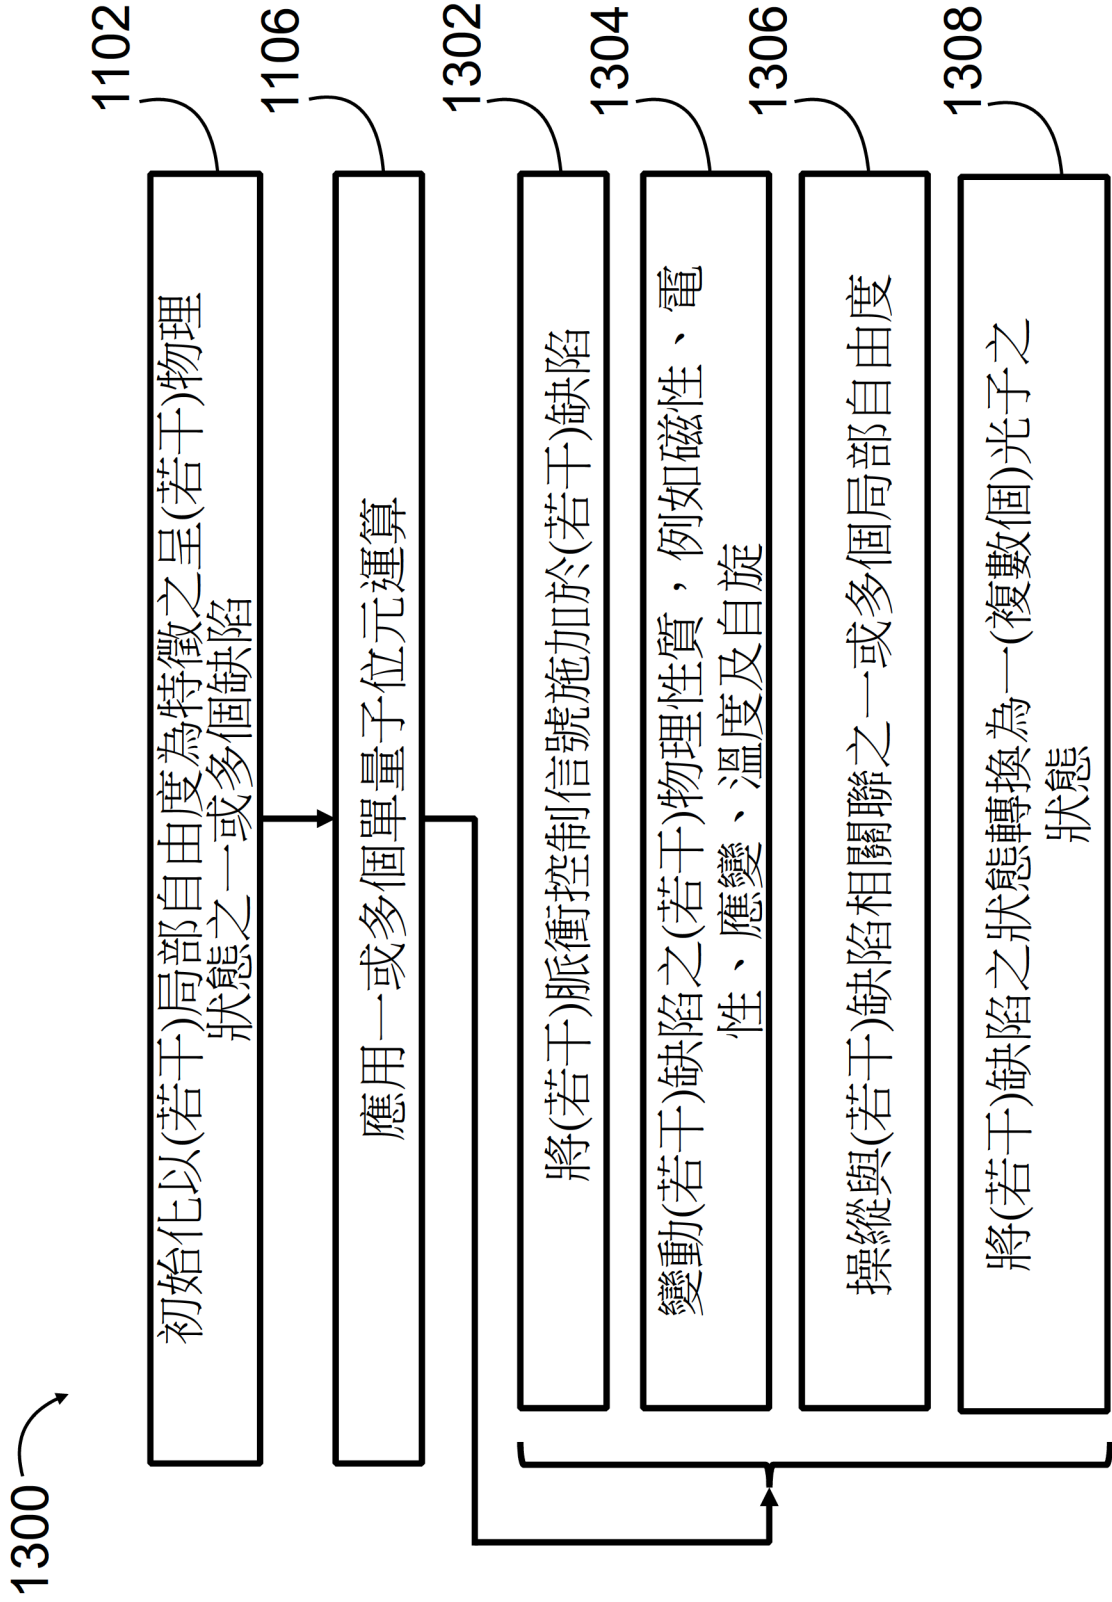 1300
1102
初始化以(若干)局部自由度為特徵之呈(若干)物理
狀態之一或多個缺陷
1106
應用一或多個單量子位元運算
1302
將(若干)脈衝控制信號施加於(若干)缺陷
1304
變動(若干)缺陷之(若干)物理性質，例如磁性、電
性、應變、溫度及自旋
1306
操縱與(若干)缺陷相關聯之一或多個局部自由度
1308
將(若干)缺陷之狀態轉換為一(複數個)光子之
狀態